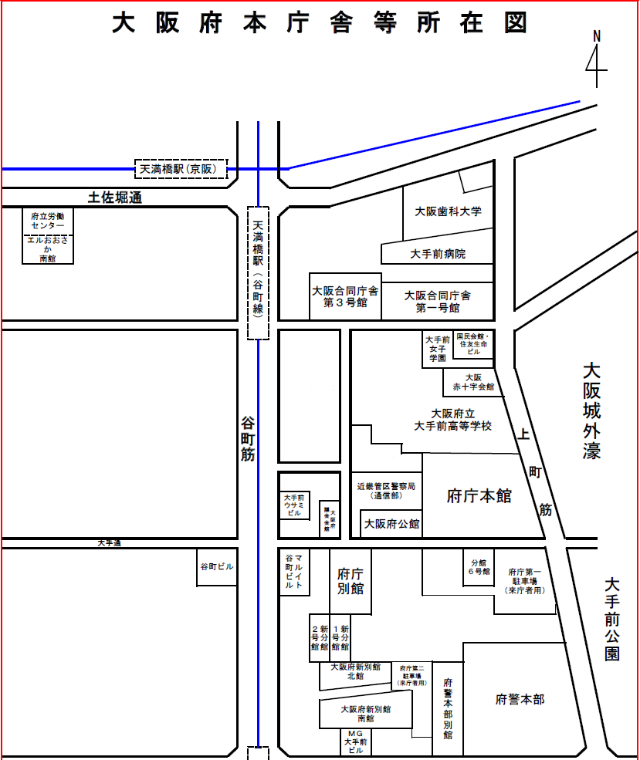 大阪府本庁舎等所在図
N
天満橋駅(京阪)
土佐堀通
府立労働
センター
エルおおさ
か
南館
天満橋駅(谷町線)
大阪歯科大学
大手前病院
大阪合同庁舎
第3号館
大阪合同庁舎
第一号館
大手前
女子
学園
国民会館・
住友生命
ビル
大阪
赤十字会館
大阪府立
大手前高等学校
大阪城外濠
上町筋
谷町筋
近畿管区警察局
(通信部)
府庁本館
大手前
ウサミ
ビル
大阪府
大阪府公館
大手通
谷町ビル
谷町ビル
マルイト
府庁
別館
分館
6号館
府庁第一
駐車場
(来庁者用)
大手前公園
新分館
2号館
新分館
1号館
大阪府新別館
北館
府庁第二
駐車場
(来庁者用)
大阪府新別館
南館
府警本部別館
府警本部
MG
大手前
ビル